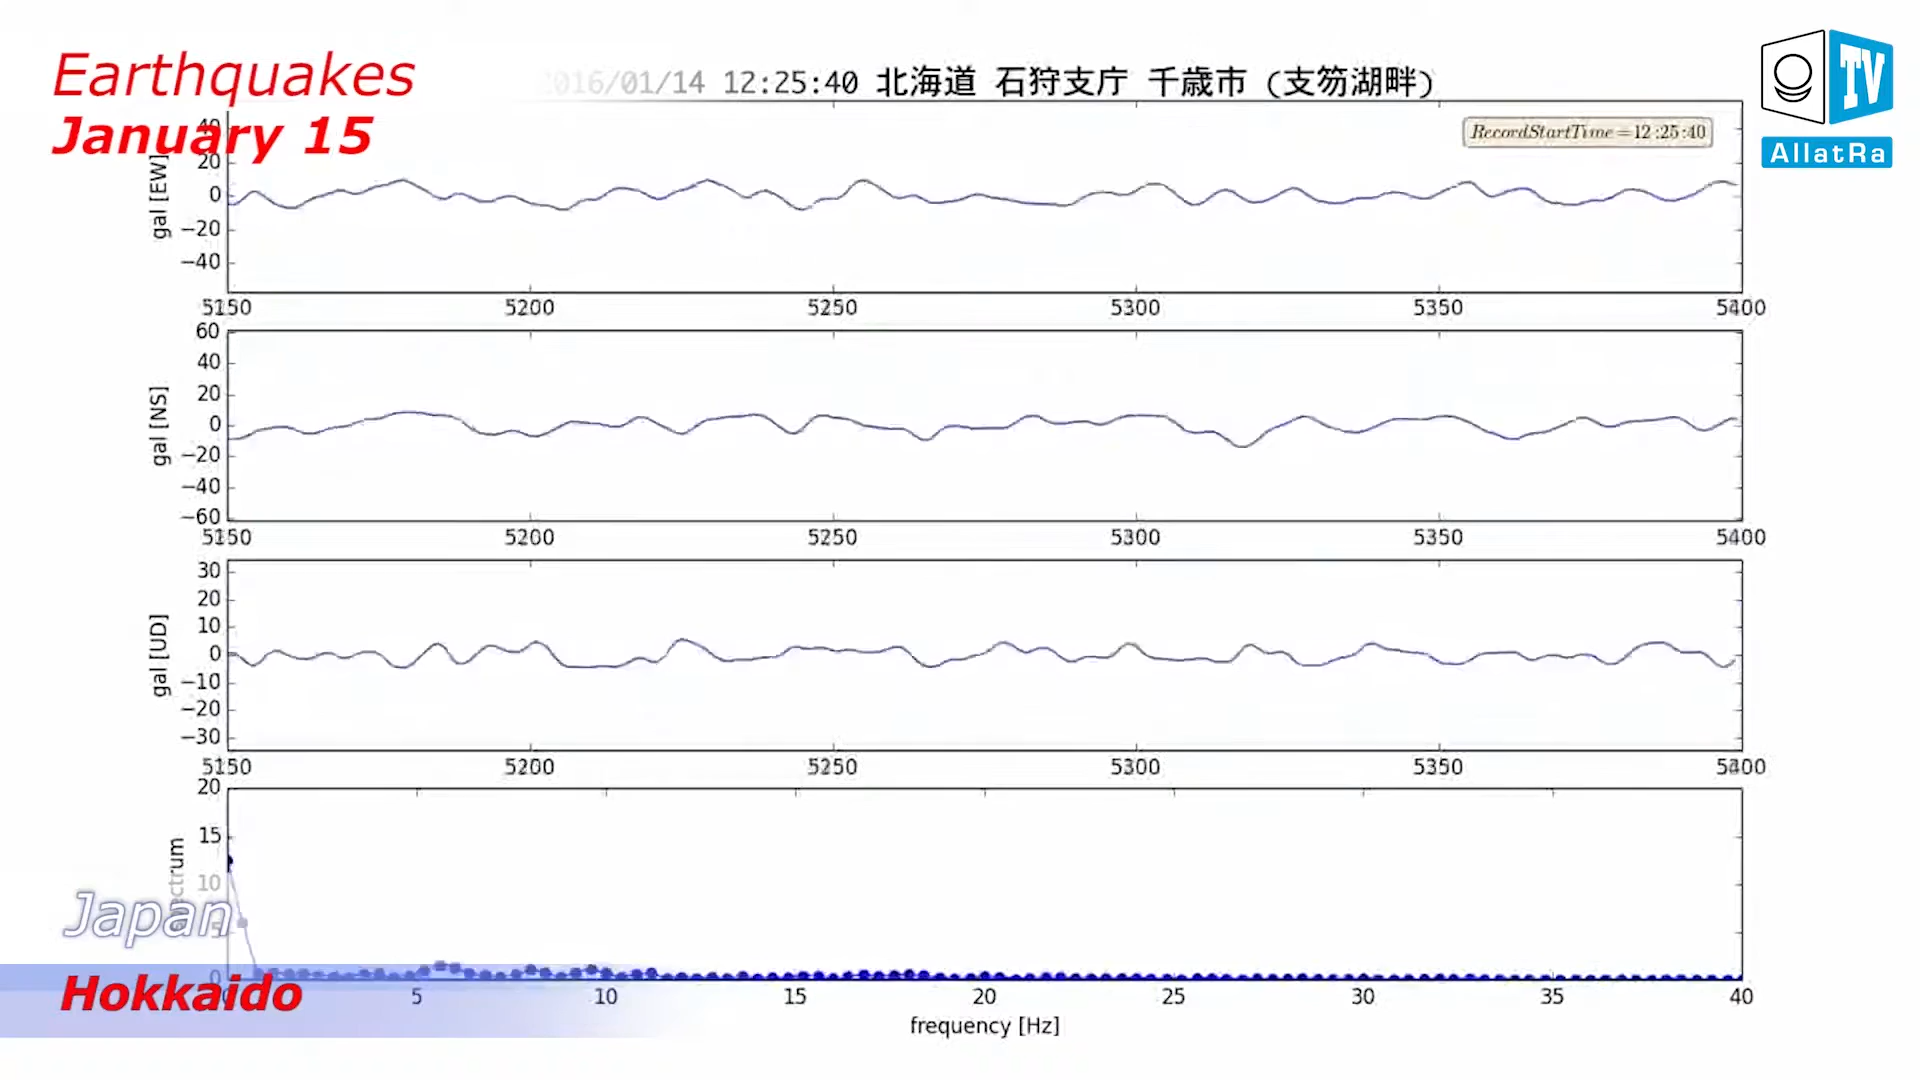 Earthquakes
January 15
2016/01/14 12:25:40 北海道 石狩支庁 千歳市 (支笏湖畔)
TV
AllatRa
RecordStartTime=12:25:40
gal [EW]
40
20
0
−20
−40
5150 5200 5250 5300 5350 5400
gal [NS]
60
40
20
0
−20
−40
−60
5150 5200 5250 5300 5350 5400
gal [UD]
30
20
10
0
−10
−20
−30
5150 5200 5250 5300 5350 5400
spectrum
20
15
10
5
0
Japan
Hokkaido
5 10 15 20 25 30 35 40
frequency [Hz]